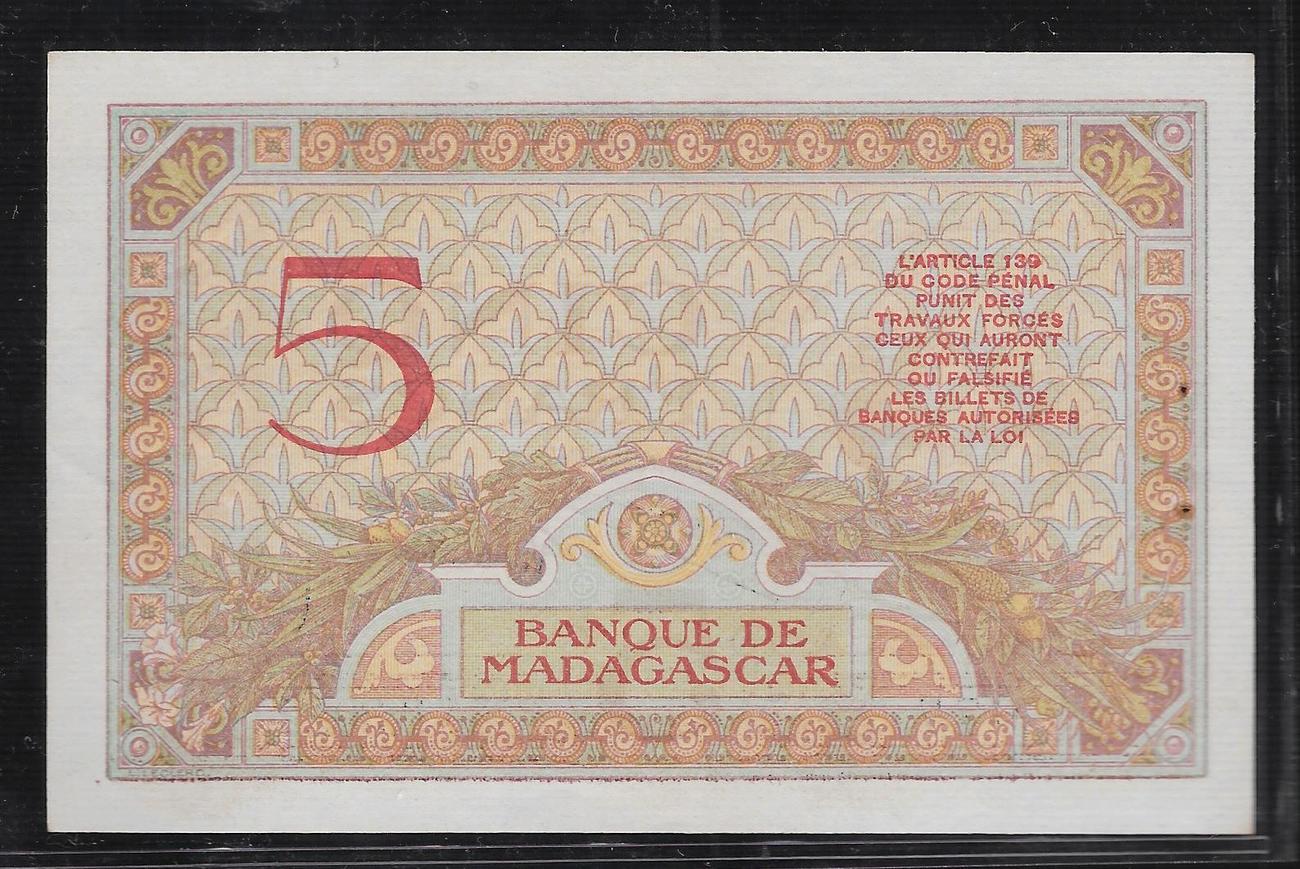 5
L'ARTICLE 139
DU CODE PÉNAL
PUNIT DES
TRAVAUX FORCÉS
CEUX QUI AURONT
CONTREFAIT
OU FALSIFIÉ
LES BILLETS DE
BANQUES AUTORISÉES
PAR LA LOI
BANQUE DE
MADAGASCAR
LECLERC